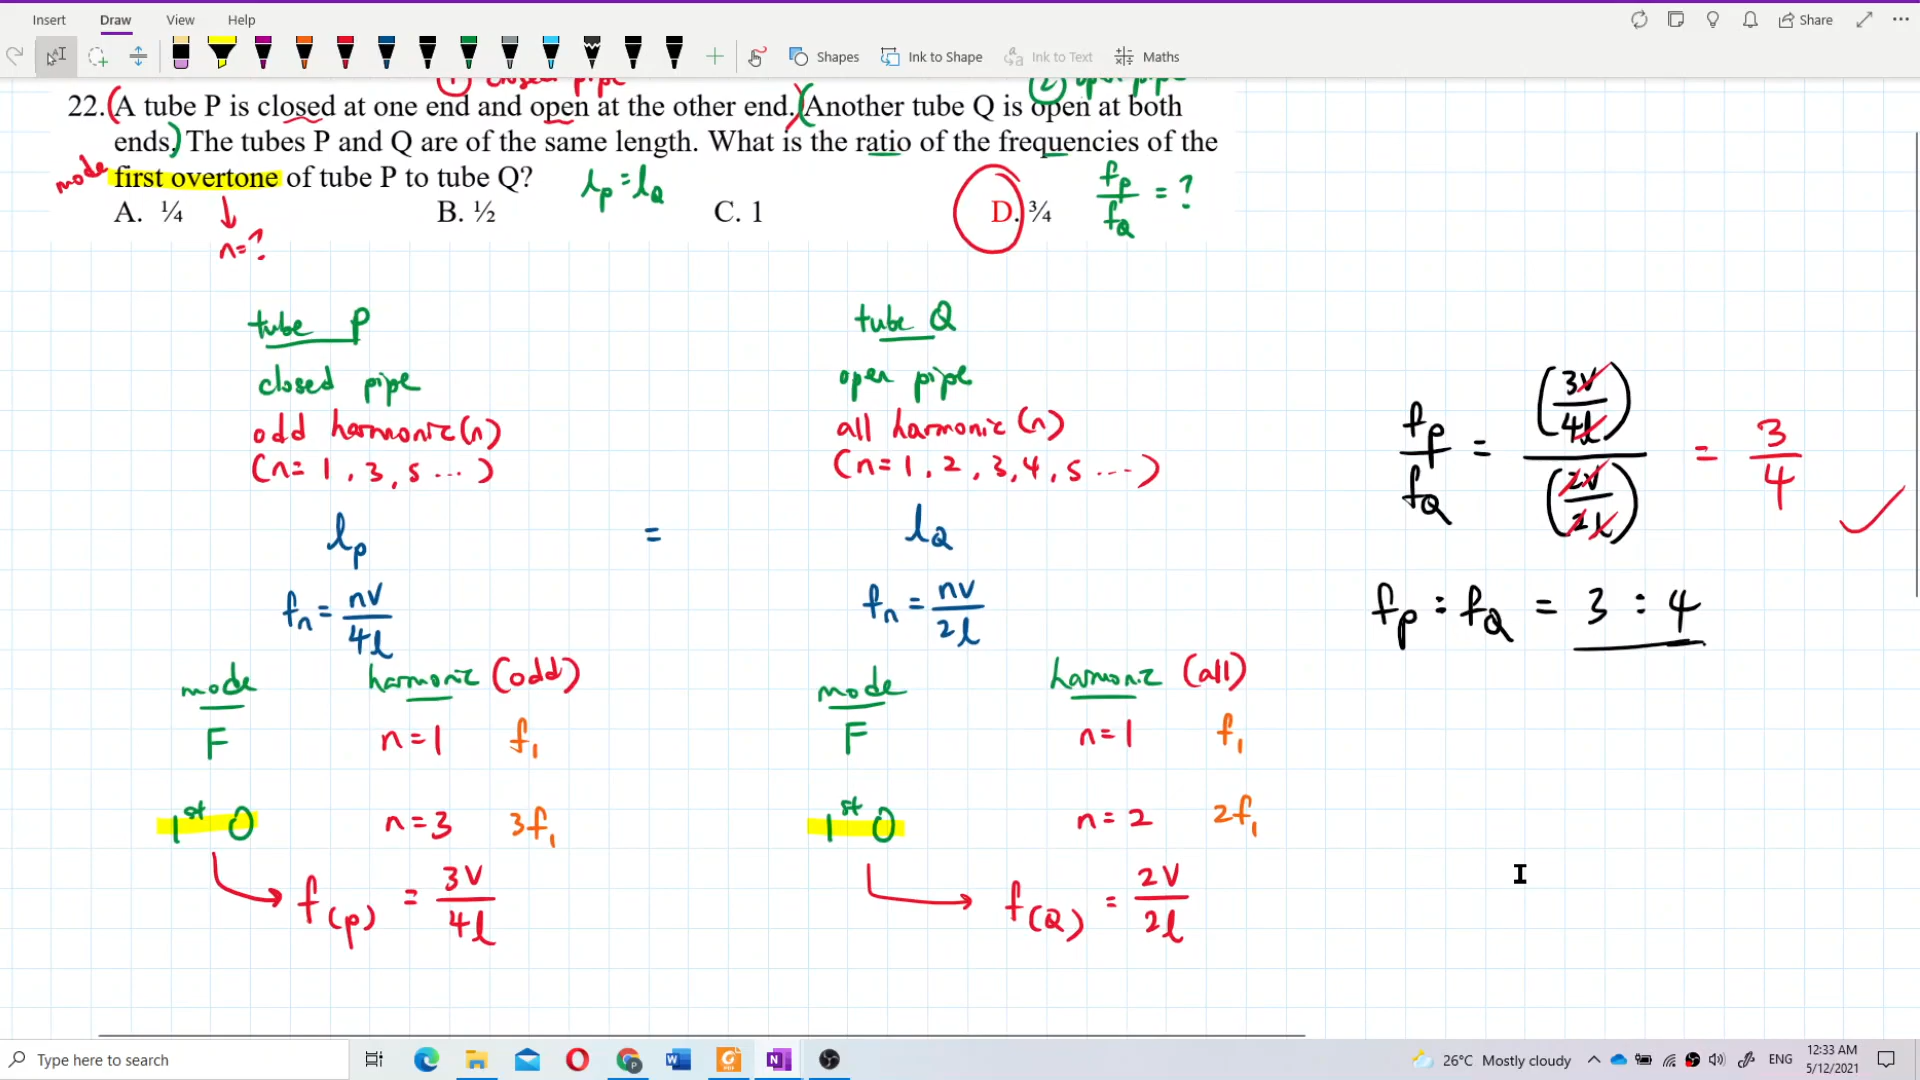 Insert Draw View Help
Share
Shapes Ink to Shape Ink to Text Maths
① closed pipe ② open pipe
22. (A tube P is closed at one end and open at the other end.) (Another tube Q is open at both
ends.) The tubes P and Q are of the same length. What is the ratio of the frequencies of the
mode first overtone of tube P to tube Q? lp = lQ
A. ¼ B. ½ C. 1 D. ¾ fp/fQ = ?
n=?
tube P
closed pipe
odd harmonic (n)
(n= 1, 3, 5 ...)
lp = lQ
fn = nv/4l
mode harmonic (odd)
F n=1 f1
1st O n=3 3f1
f(p) = 3v/4l
tube Q
open pipe
all harmonic (n)
(n= 1, 2, 3, 4, 5 ....)
fn = nv/2l
mode harmonic (all)
F n=1 f1
1st O n=2 2f1
f(Q) = 2v/2l
fp/fQ = (3v/4l)/(2v/2l) = 3/4
fp : fQ = 3 : 4
Type here to search
26°C Mostly cloudy ENG
12:33 AM
5/12/2021